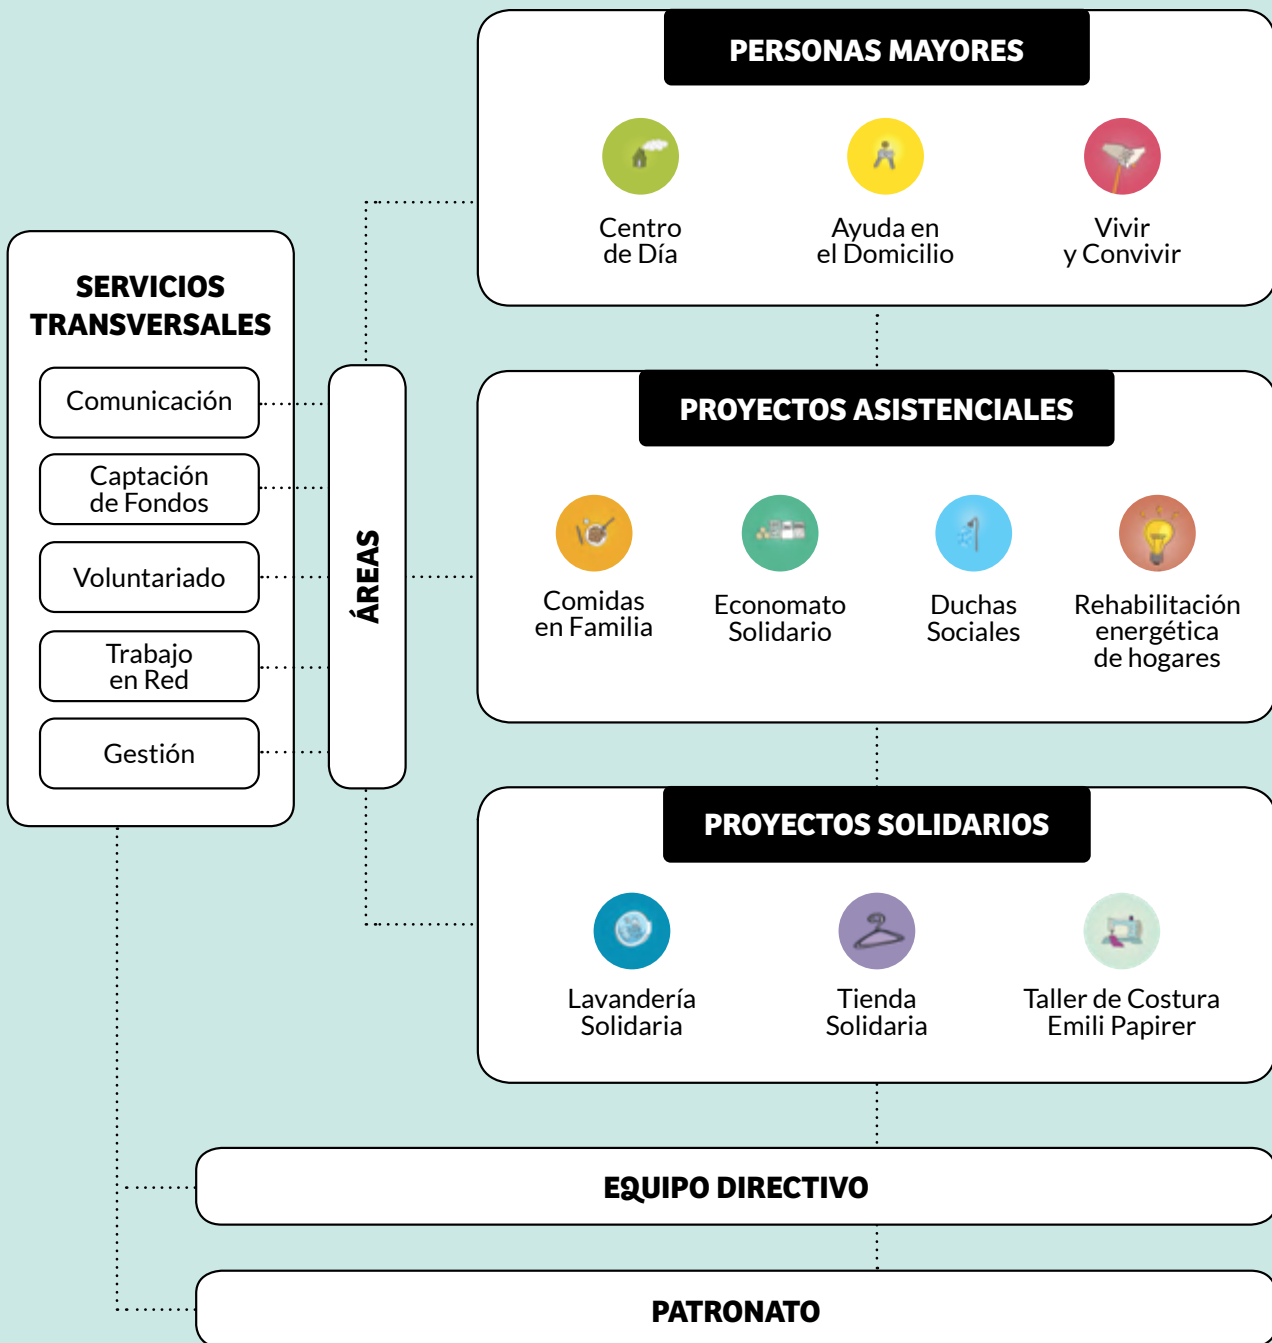 PERSONAS MAYORES
Centro
de Día
Ayuda en
el Domicilio
Vivir
y Convivir
SERVICIOS
TRANSVERSALES
Comunicación
Captación
de Fondos
Voluntariado
Trabajo
en Red
Gestión
ÁREAS
PROYECTOS ASISTENCIALES
Comidas
en Familia
Economato
Solidario
Duchas
Sociales
Rehabilitación
energética
de hogares
PROYECTOS SOLIDARIOS
Lavandería
Solidaria
Tienda
Solidaria
Taller de Costura
Emili Papirer
EQUIPO DIRECTIVO
PATRONATO